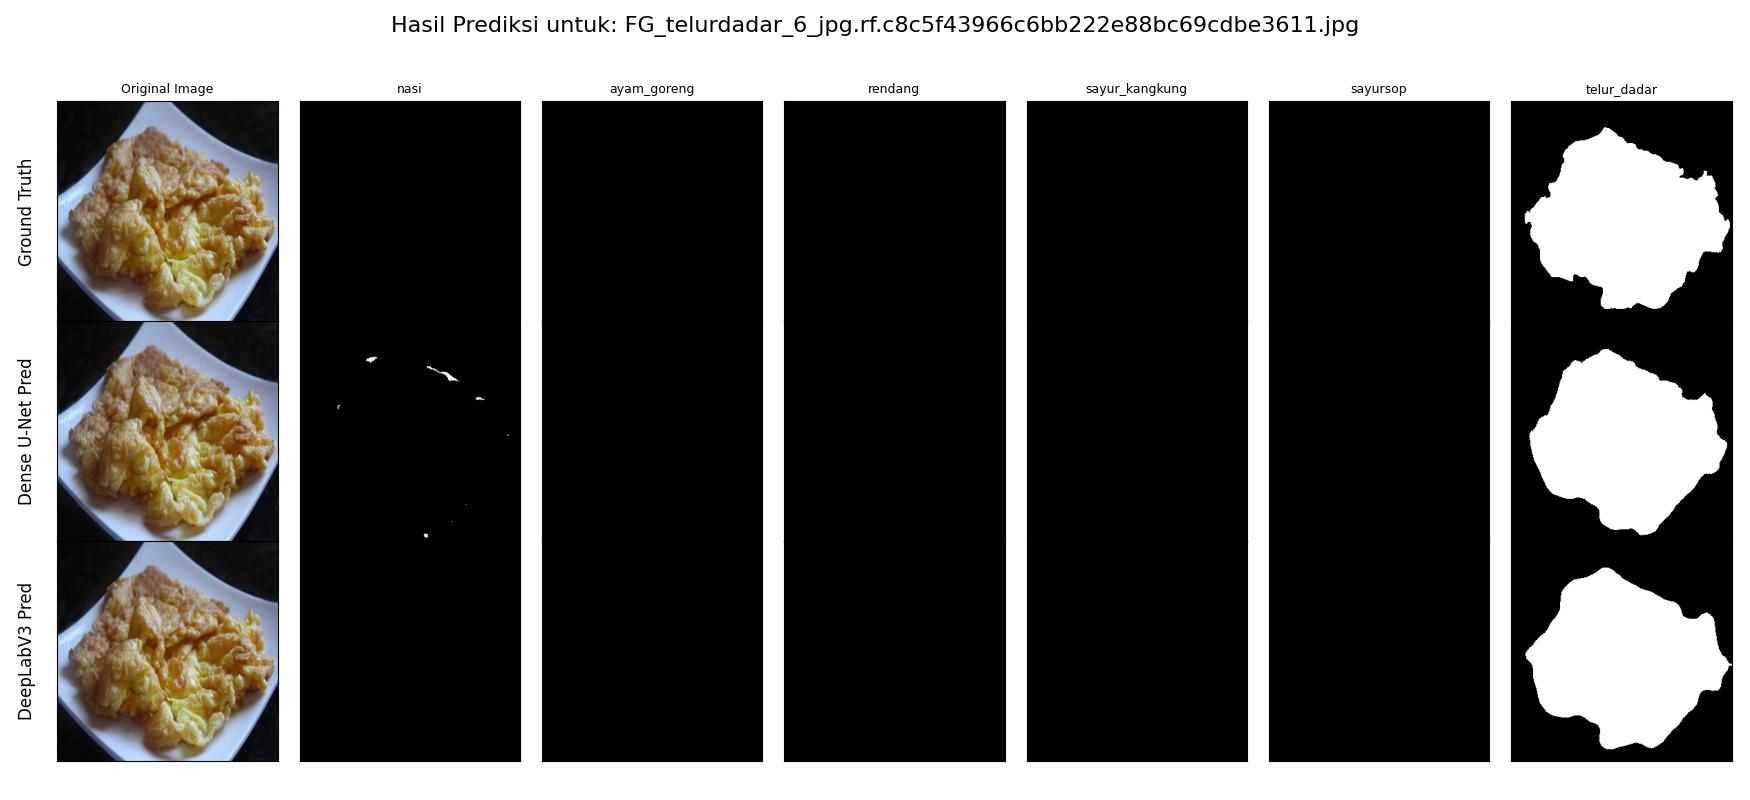 Hasil Prediksi untuk: FG_telurdadar_6_jpg.rf.c8c5f43966c6bb222e88bc69cdbe3611.jpg
Original Image
nasi
ayam_goreng
rendang
sayur_kangkung
sayursop
telur_dadar
Ground Truth
Dense U-Net Pred
DeepLabV3 Pred